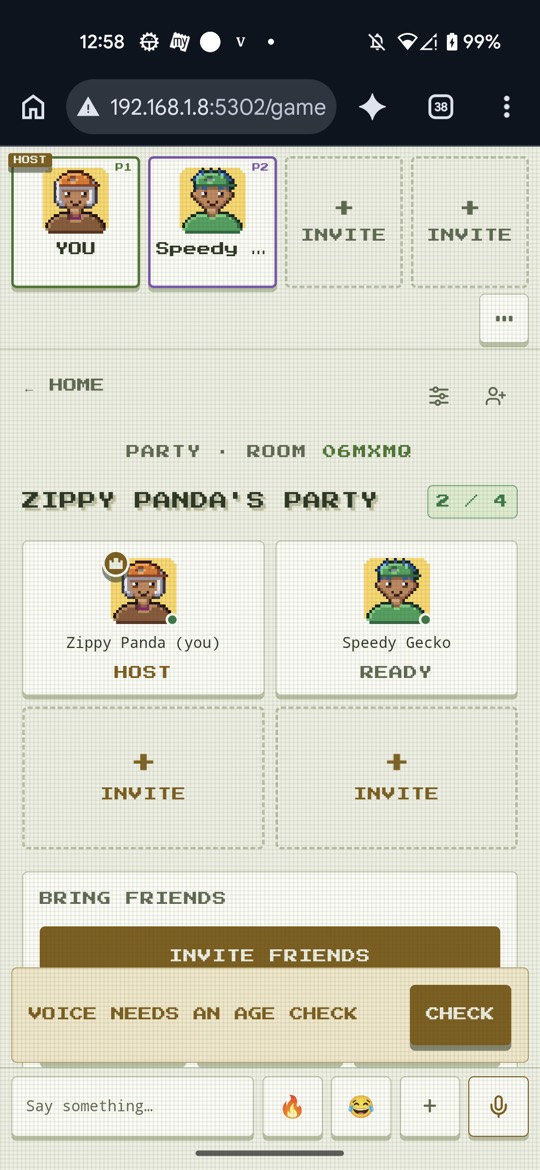 12:58 my V 99%
192.168.1.8:5302/game 38
HOST
P1 P2
+ +
INVITE INVITE
YOU Speedy …
...
← HOME
PARTY · ROOM O6MXMQ
ZIPPY PANDA'S PARTY 2 / 4
Zippy Panda (you) Speedy Gecko
HOST READY
+ +
INVITE INVITE
BRING FRIENDS
INVITE FRIENDS
VOICE NEEDS AN AGE CHECK CHECK
Say something… +